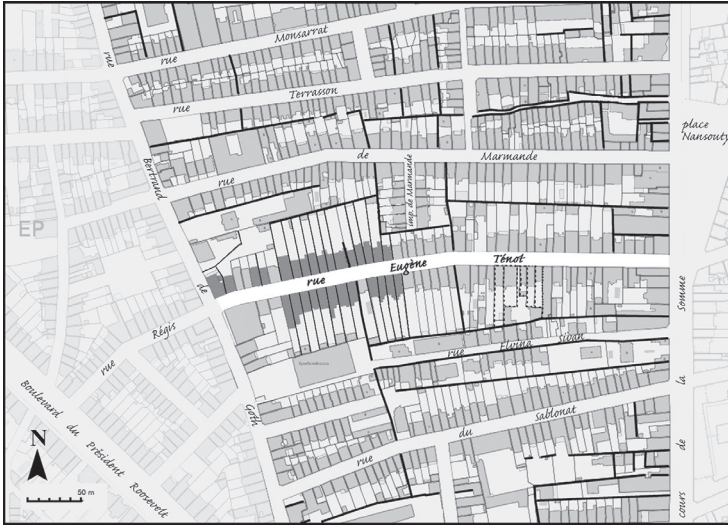 rue Monsarrat
rue
rue Terrasson
place
Nansouty
rue de Marmande
imp. de Marmande
Bertrand
EP
rue Eugène Ténot
de
Somme
rue Régis
rue Elvina Sivan
la
Boulevard du Président Roosevelt
Goth
rue du Sablonat
de
cours
N
50 m